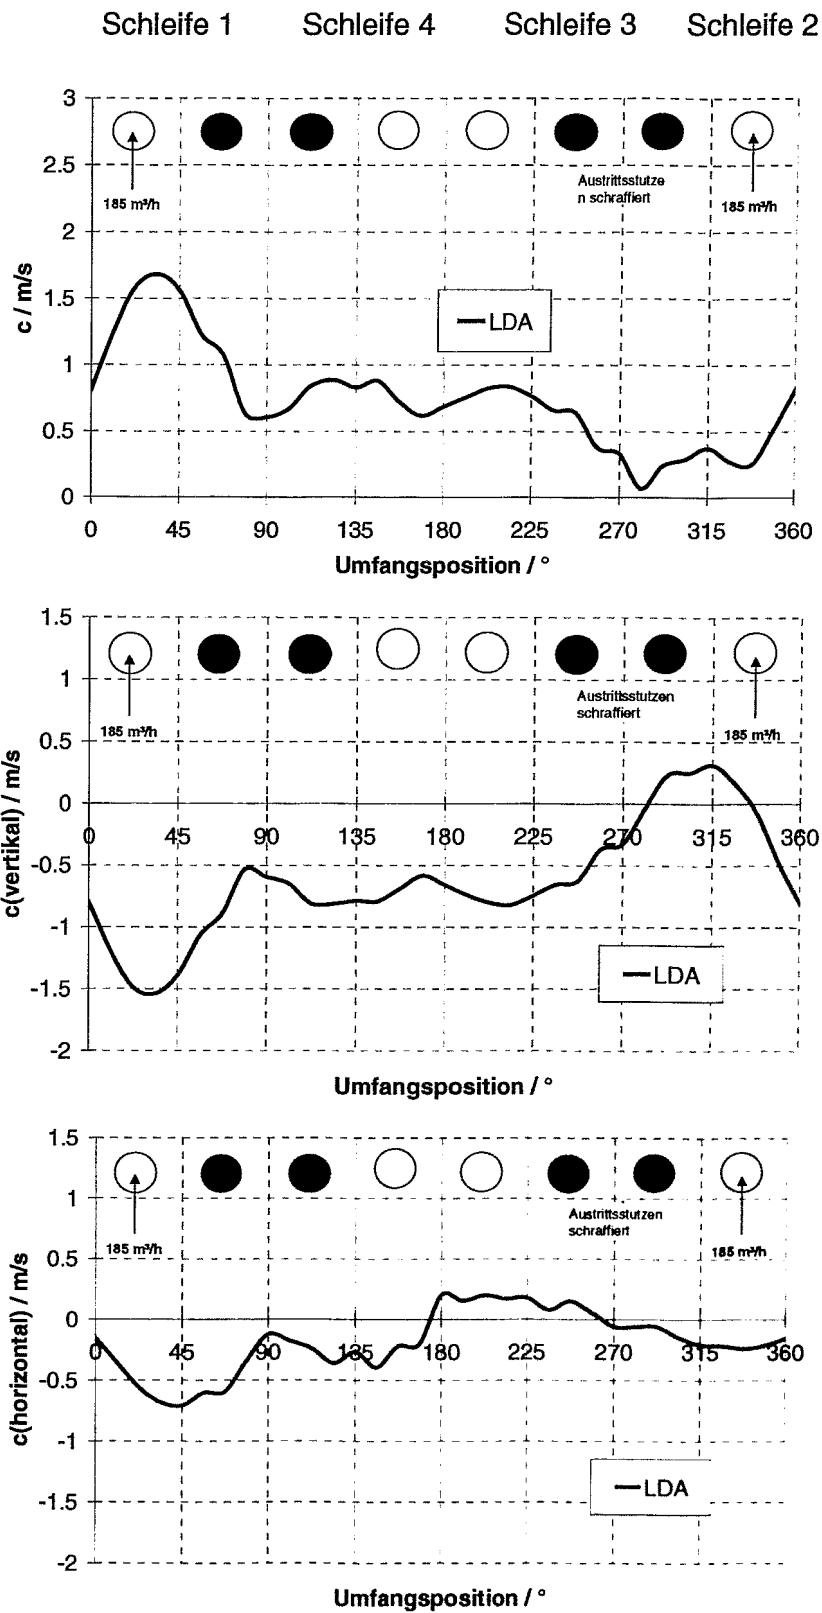 Schleife 1 Schleife 4 Schleife 3 Schleife 2
3
2.5
2
1.5
1
0.5
0
c / m/s
185 m³/h
Austrittsstutze
n schraffiert
185 m³/h
LDA
0 45 90 135 180 225 270 315 360
Umfangsposition / °
1.5
1
0.5
0
-0.5
-1
-1.5
-2
c(vertikal) / m/s
185 m³/h
Austrittsstutzen
schraffiert
185 m³/h
0 45 90 135 180 225 270 315 360
LDA
Umfangsposition / °
1.5
1
0.5
0
-0.5
-1
-1.5
-2
c(horizontal) / m/s
185 m³/h
Austrittsstutzen
schraffiert
185 m³/h
0 45 90 135 180 225 270 315 360
LDA
Umfangsposition / °